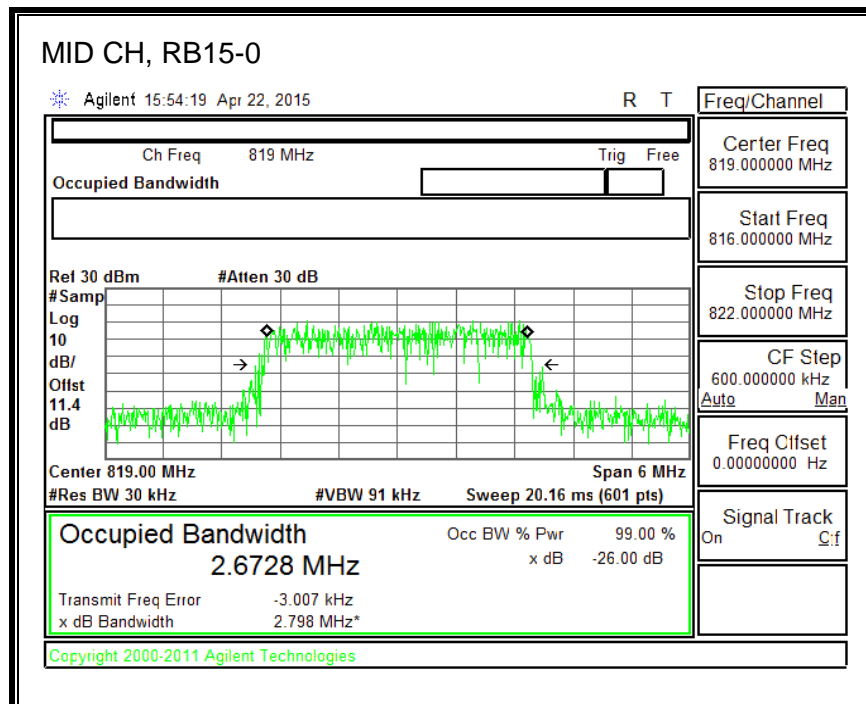 MID CH, RB15-0
Agilent 15:54:19 Apr 22, 2015 R T
Freq/Channel
Ch Freq 819 MHz Trig Free
Occupied Bandwidth
Center Freq
819.000000 MHz
Start Freq
816.000000 MHz
Stop Freq
822.000000 MHz
CF Step
600.000000 kHz
Auto Man
Freq Offset
0.00000000 Hz
Signal Track
On Off
Ref 30 dBm #Atten 30 dB
#Samp
Log
10
dB/
Offst
11.4
dB
Center 819.00 MHz Span 6 MHz
#Res BW 30 kHz #VBW 91 kHz Sweep 20.16 ms (601 pts)
Occupied Bandwidth Occ BW % Pwr 99.00 %
2.6728 MHz x dB -26.00 dB
Transmit Freq Error -3.007 kHz
x dB Bandwidth 2.798 MHz*
Copyright 2000-2011 Agilent Technologies